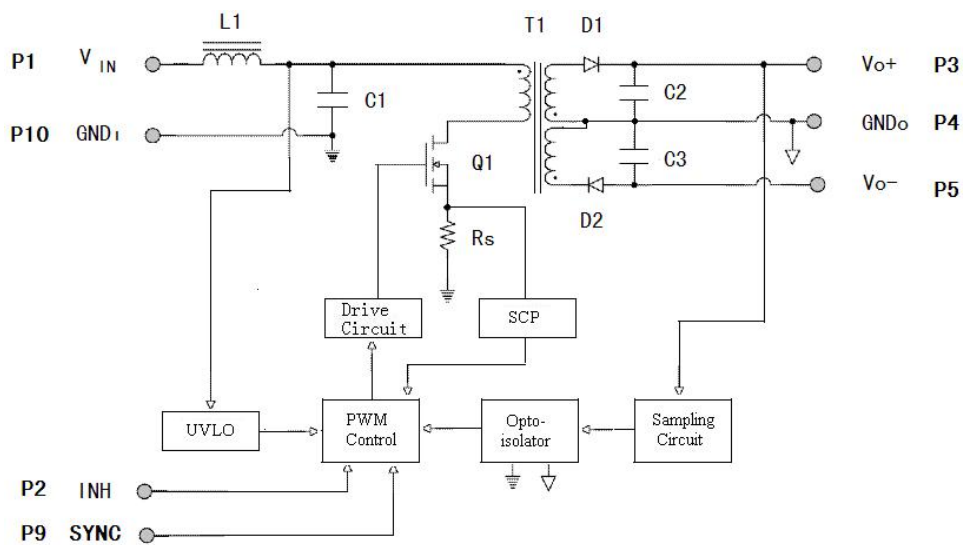 L1
T1 D1
P1 V IN
Vo+ P3
C1
C2
P10 GNDI
GNDo P4
Q1
C3
Vo- P5
D2
Rs
Drive
Circuit
SCP
UVLO
PWM
Control
Opto-
isolator
Sampling
Circuit
P2 INH
P9 SYNC